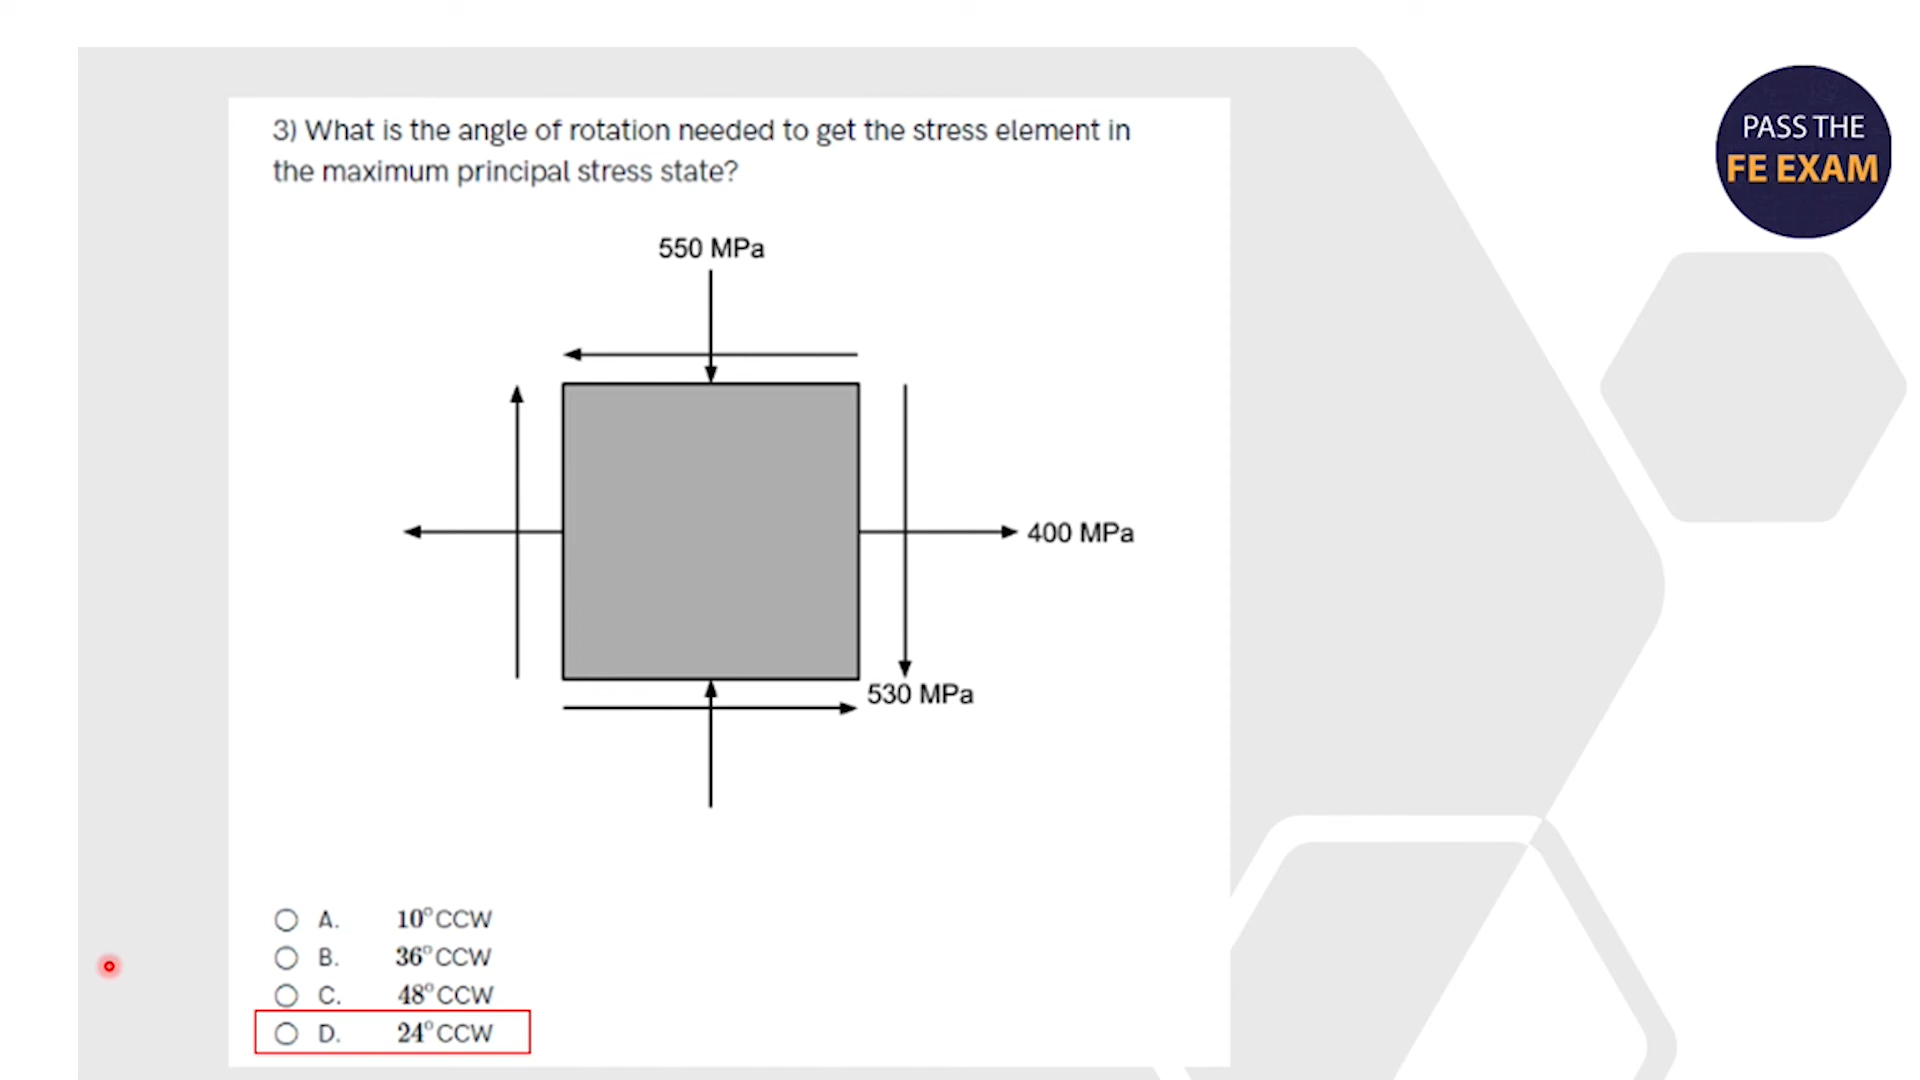 PASS THE
FE EXAM
3) What is the angle of rotation needed to get the stress element in
the maximum principal stress state?
550 MPa
400 MPa
530 MPa
A. 10° CCW
B. 36° CCW
C. 48° CCW
D. 24° CCW